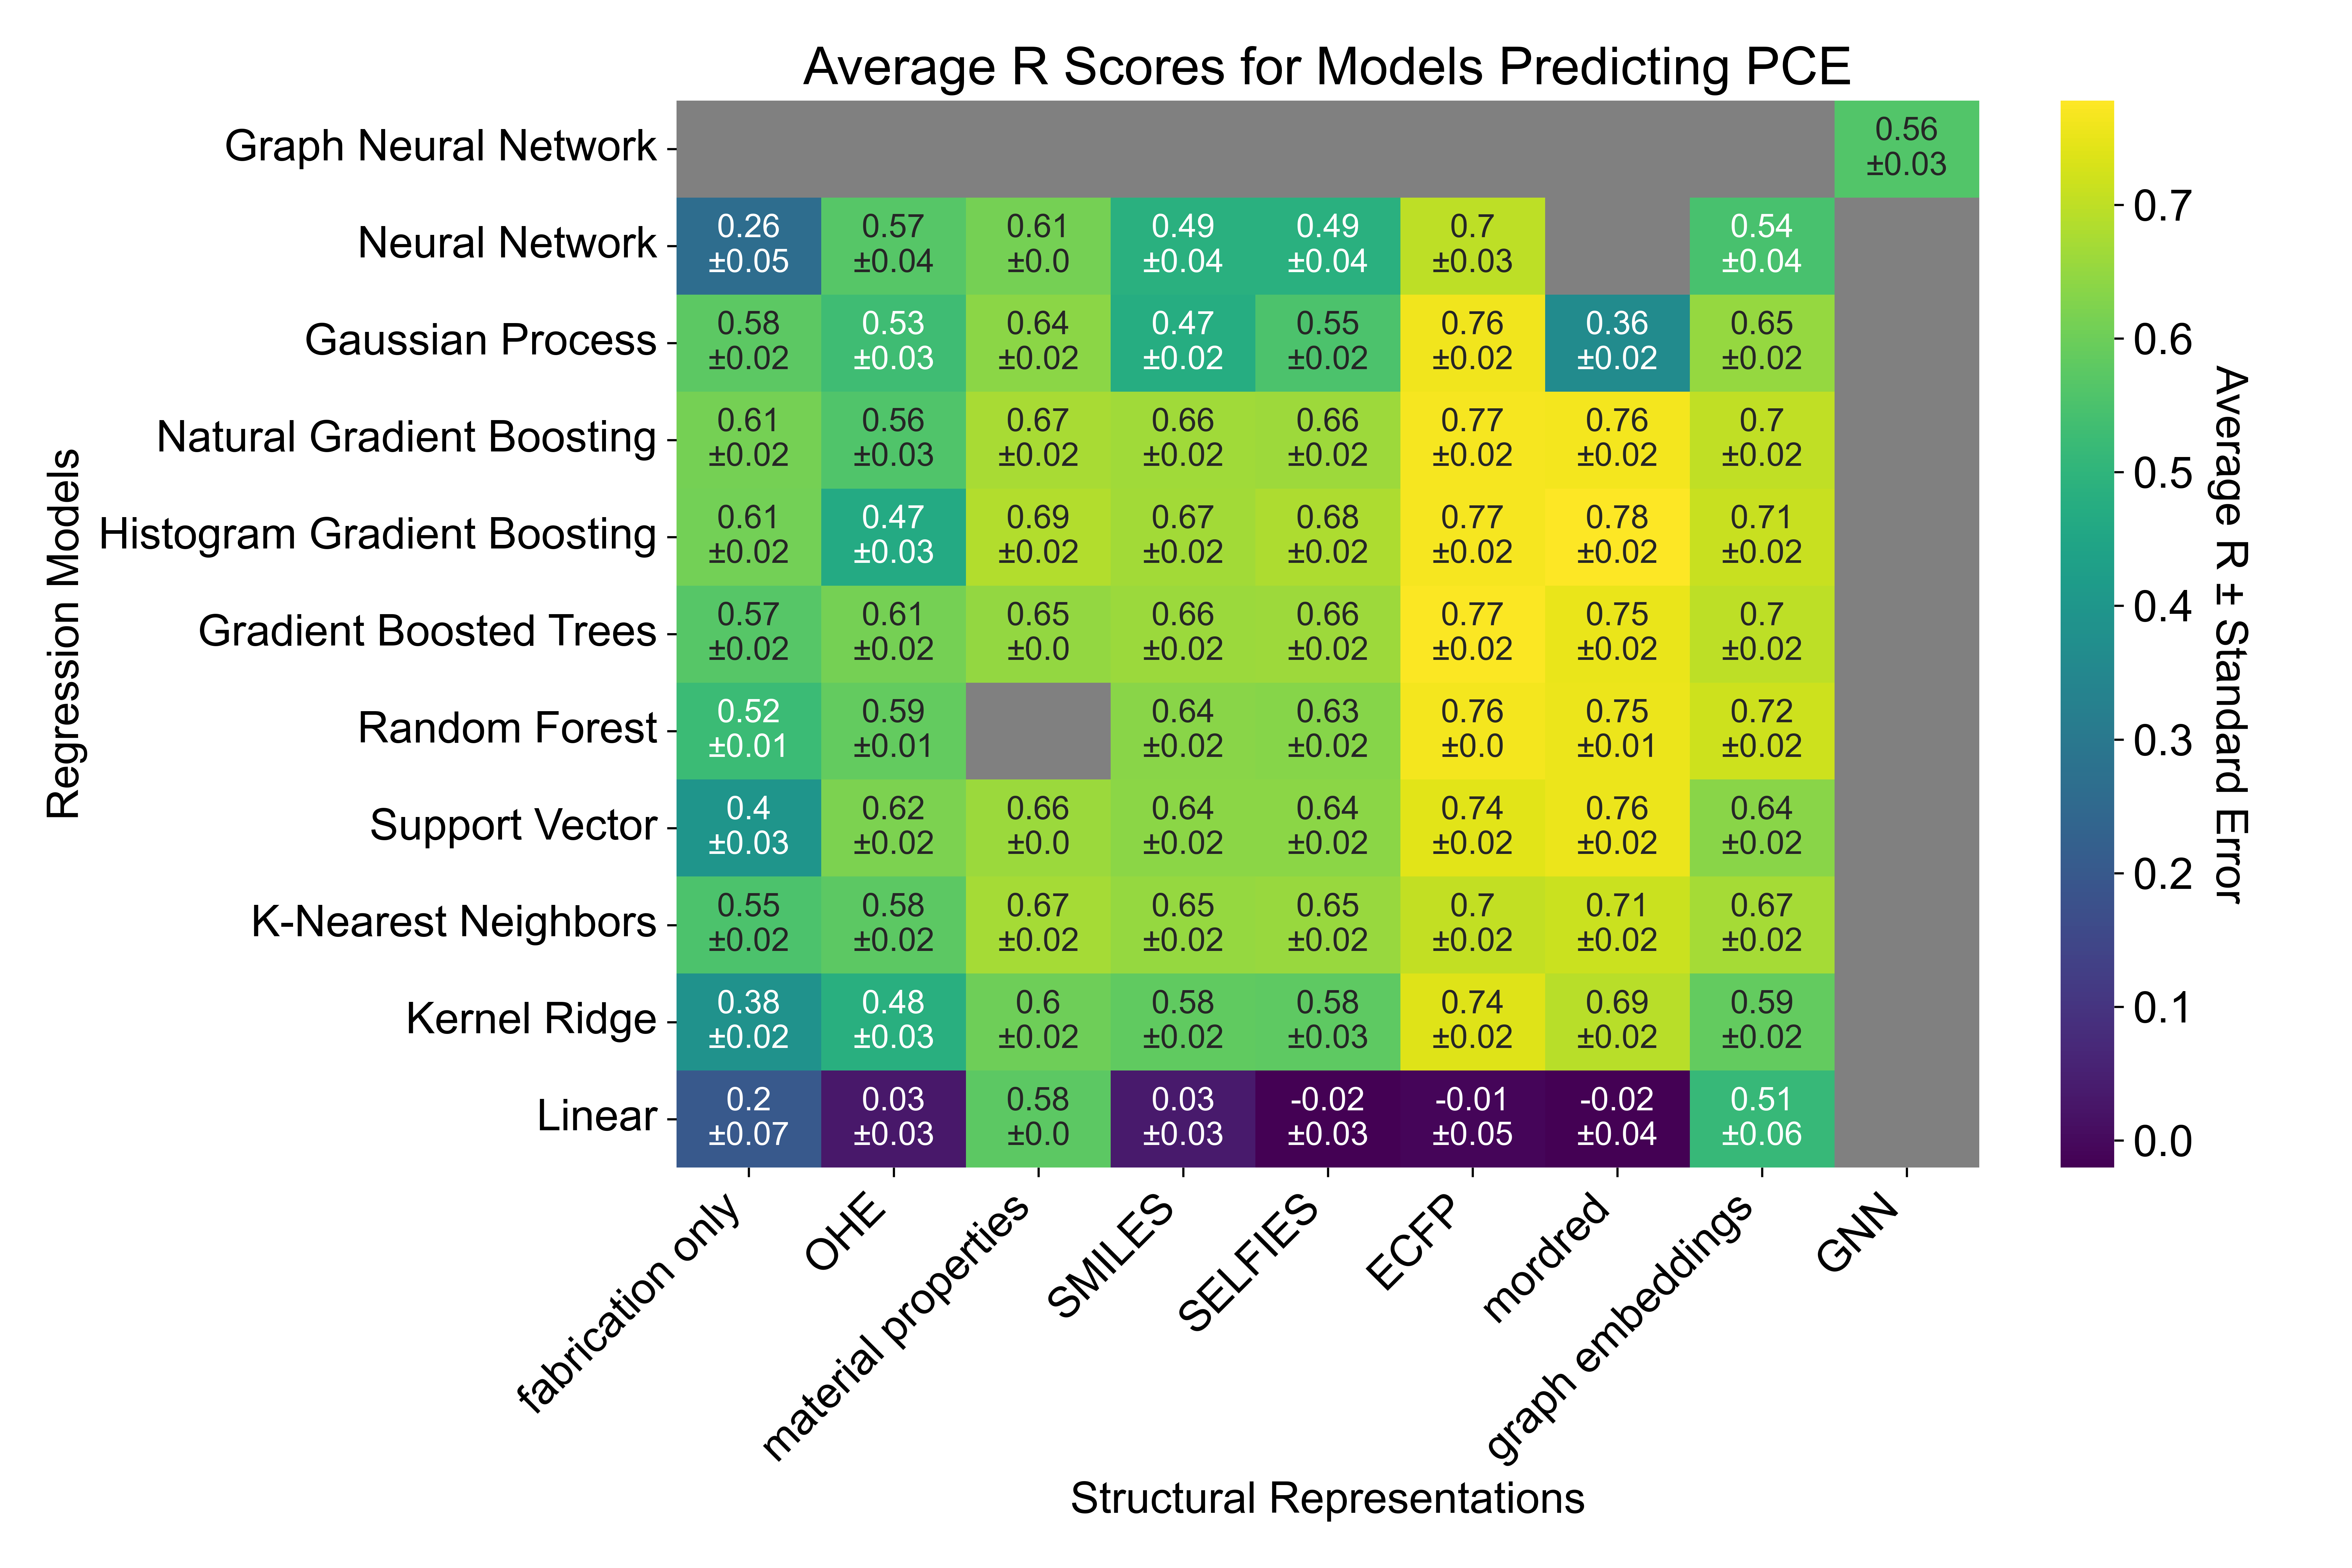 Average R Scores for Models Predicting PCE
Regression Models
Graph Neural Network
0.56
±0.03
Neural Network
0.26 0.57 0.61 0.49 0.49 0.7 0.54
±0.05 ±0.04 ±0.0 ±0.04 ±0.04 ±0.03 ±0.04
Gaussian Process
0.58 0.53 0.64 0.47 0.55 0.76 0.36 0.65
±0.02 ±0.03 ±0.02 ±0.02 ±0.02 ±0.02 ±0.02 ±0.02
Natural Gradient Boosting
0.61 0.56 0.67 0.66 0.66 0.77 0.76 0.7
±0.02 ±0.03 ±0.02 ±0.02 ±0.02 ±0.02 ±0.02 ±0.02
Histogram Gradient Boosting
0.61 0.47 0.69 0.67 0.68 0.77 0.78 0.71
±0.02 ±0.03 ±0.02 ±0.02 ±0.02 ±0.02 ±0.02 ±0.02
Gradient Boosted Trees
0.57 0.61 0.65 0.66 0.66 0.77 0.75 0.7
±0.02 ±0.02 ±0.0 ±0.02 ±0.02 ±0.02 ±0.02 ±0.02
Random Forest
0.52 0.59 0.64 0.63 0.76 0.75 0.72
±0.01 ±0.01 ±0.02 ±0.02 ±0.0 ±0.01 ±0.02
Support Vector
0.4 0.62 0.66 0.64 0.64 0.74 0.76 0.64
±0.03 ±0.02 ±0.0 ±0.02 ±0.02 ±0.02 ±0.02 ±0.02
K-Nearest Neighbors
0.55 0.58 0.67 0.65 0.65 0.7 0.71 0.67
±0.02 ±0.02 ±0.02 ±0.02 ±0.02 ±0.02 ±0.02 ±0.02
Kernel Ridge
0.38 0.48 0.6 0.58 0.58 0.74 0.69 0.59
±0.02 ±0.03 ±0.02 ±0.02 ±0.03 ±0.02 ±0.02 ±0.02
Linear
0.2 0.03 0.58 0.03 -0.02 -0.01 -0.02 0.51
±0.07 ±0.03 ±0.0 ±0.03 ±0.03 ±0.05 ±0.04 ±0.06
fabrication only
OHE
material properties
SMILES
SELFIES
ECFP
mordred
graph embeddings
GNN
Structural Representations
0.7
0.6
0.5
0.4
0.3
0.2
0.1
0.0
Average R ± Standard Error